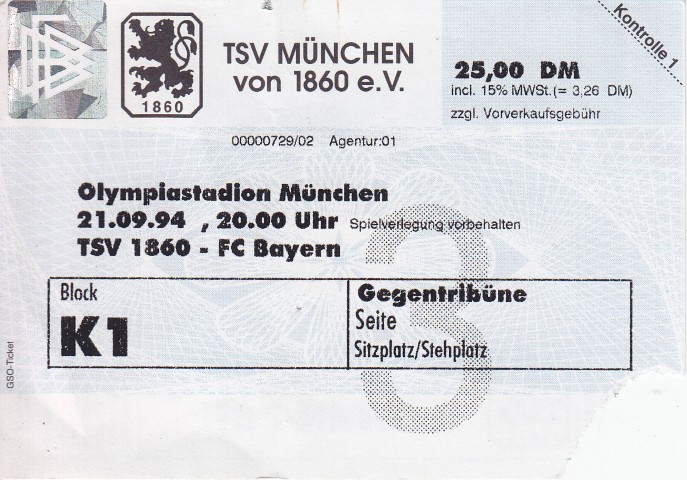 Kontrolle 1
1860
TSV MÜNCHEN
von 1860 e.V.
25,00 DM
incl. 15% MWSt.(= 3,26 DM)
zzgl. Vorverkaufsgebühr
00000729/02 Agentur:01
Olympiastadion München
21.09.94 , 20.00 Uhr Spielverlegung vorbehalten
TSV 1860 - FC Bayern
Block
K1
Gegentribüne
Seite
Sitzplatz/Stehplatz
3
GSO-Ticket